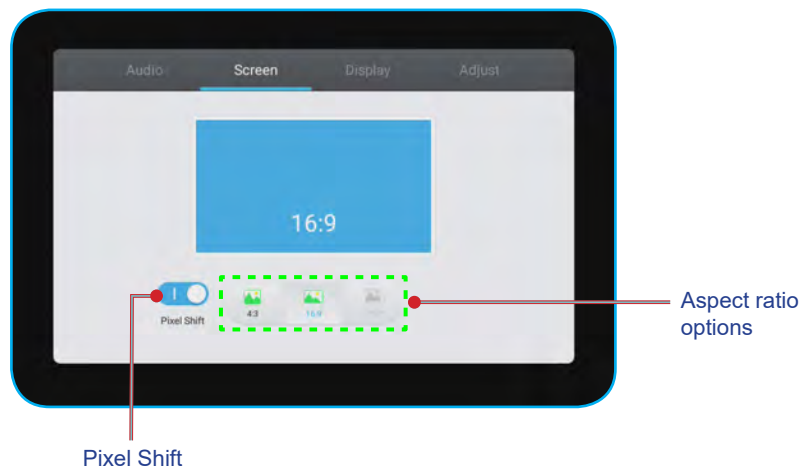 Audio Screen Display Adjust
16:9
Pixel Shift
4:3 16:9
Aspect ratio
options
Pixel Shift